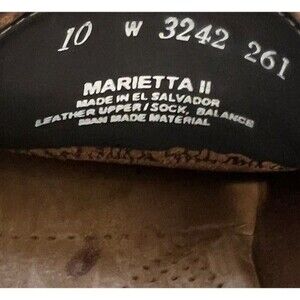 10 W 3242 261
MARIETTA II
MADE IN EL SALVADOR
LEATHER UPPER / SOCK, BALANCE
MAN MADE MATERIAL